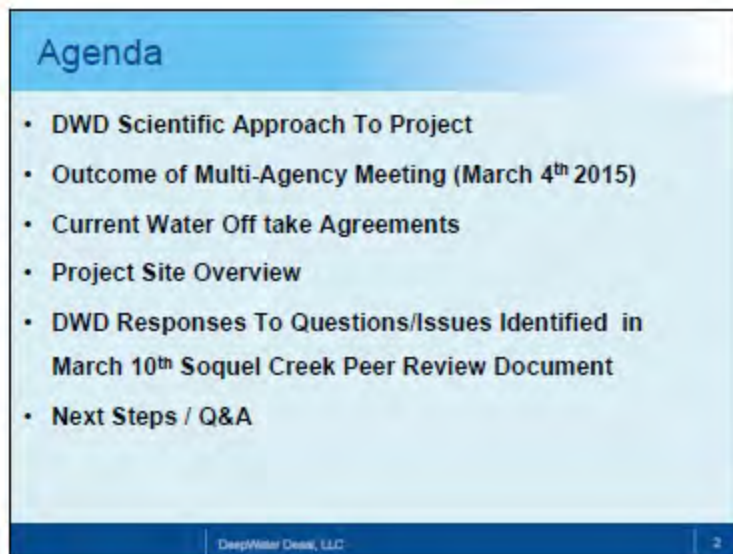 Agenda
• DWD Scientific Approach To Project
• Outcome of Multi-Agency Meeting (March 4th 2015)
• Current Water Off take Agreements
• Project Site Overview
• DWD Responses To Questions/Issues Identified in
March 10th Soquel Creek Peer Review Document
• Next Steps / Q&A
DeepWater Desal, LLC
2